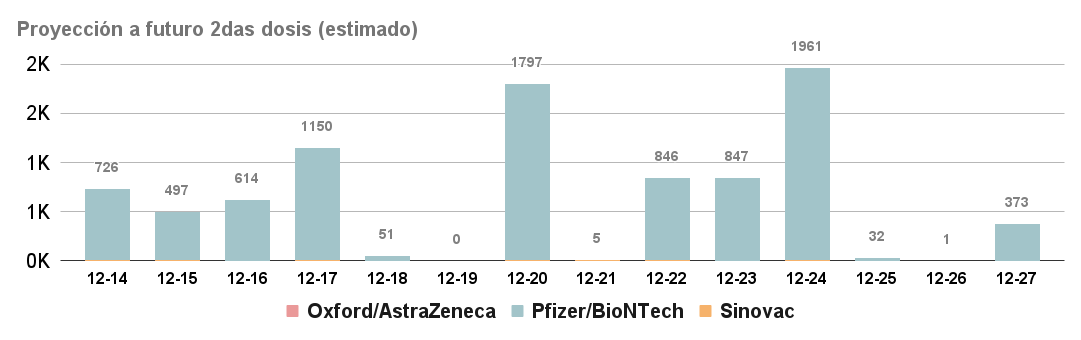 Proyección a futuro 2das dosis (estimado)
2K
2K
1K
1K
0K
726
497
614
1150
51
0
1797
5
846
847
1961
32
1
373
12-14 12-15 12-16 12-17 12-18 12-19 12-20 12-21 12-22 12-23 12-24 12-25 12-26 12-27
Oxford/AstraZeneca Pfizer/BioNTech Sinovac